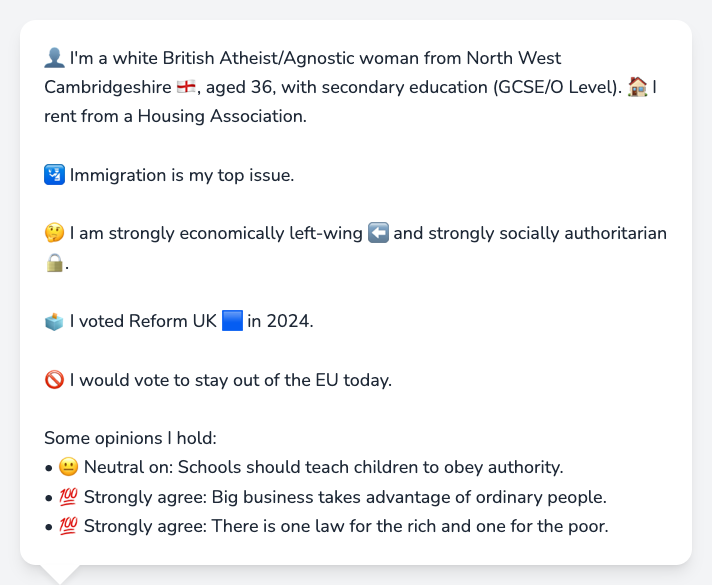 👤 I'm a white British Atheist/Agnostic woman from North West
Cambridgeshire 🏴󠁧󠁢󠁥󠁮󠁧󠁿, aged 36, with secondary education (GCSE/O Level). 🏠 I
rent from a Housing Association.
🛂 Immigration is my top issue.
🤔 I am strongly economically left-wing ⬅️ and strongly socially authoritarian
🔒.
🗳️ I voted Reform UK 🟦 in 2024.
🚫 I would vote to stay out of the EU today.
Some opinions I hold:
• 😐 Neutral on: Schools should teach children to obey authority.
• 💯 Strongly agree: Big business takes advantage of ordinary people.
• 💯 Strongly agree: There is one law for the rich and one for the poor.